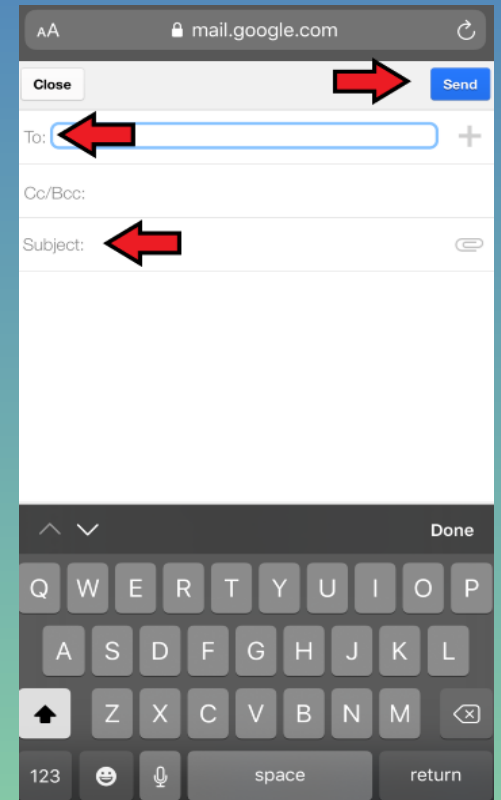 AA mail.google.com
Close Send
To:
Cc/Bcc:
Subject:
Done
Q W E R T Y U I O P
A S D F G H J K L
Z X C V B N M
123 space return